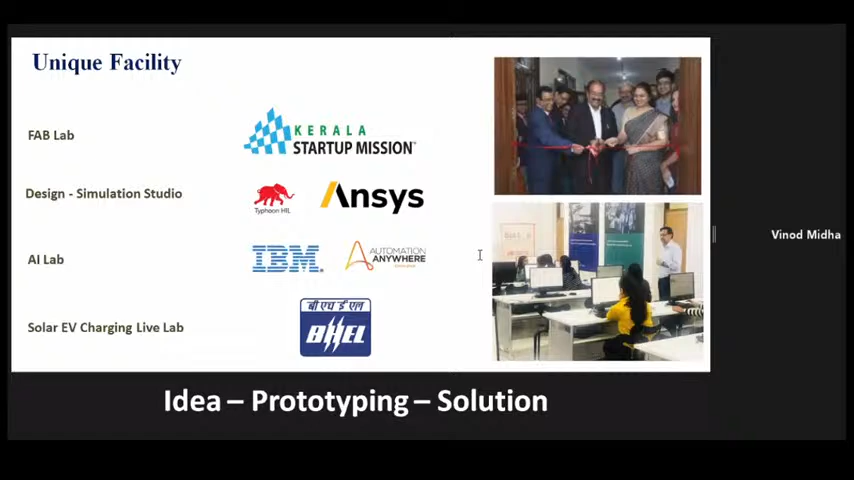 Unique Facility
FAB Lab
KERALA
STARTUP MISSION
Design - Simulation Studio
Typhoon HIL
Ansys
AI Lab
IBM
AUTOMATION
ANYWHERE
Solar EV Charging Live Lab
बी एच ई एल
BHEL
Idea – Prototyping – Solution
Vinod Midha